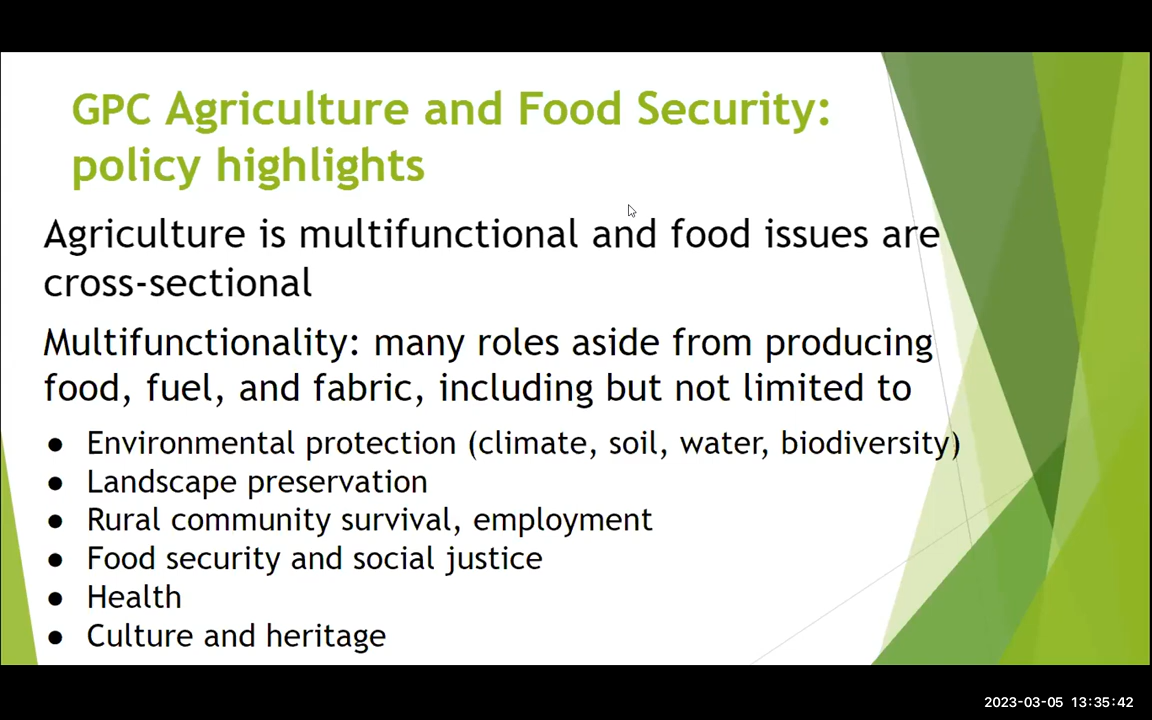 GPC Agriculture and Food Security:
policy highlights
Agriculture is multifunctional and food issues are
cross-sectional
Multifunctionality: many roles aside from producing
food, fuel, and fabric, including but not limited to
● Environmental protection (climate, soil, water, biodiversity)
● Landscape preservation
● Rural community survival, employment
● Food security and social justice
● Health
● Culture and heritage
2023-03-05 13:35:42